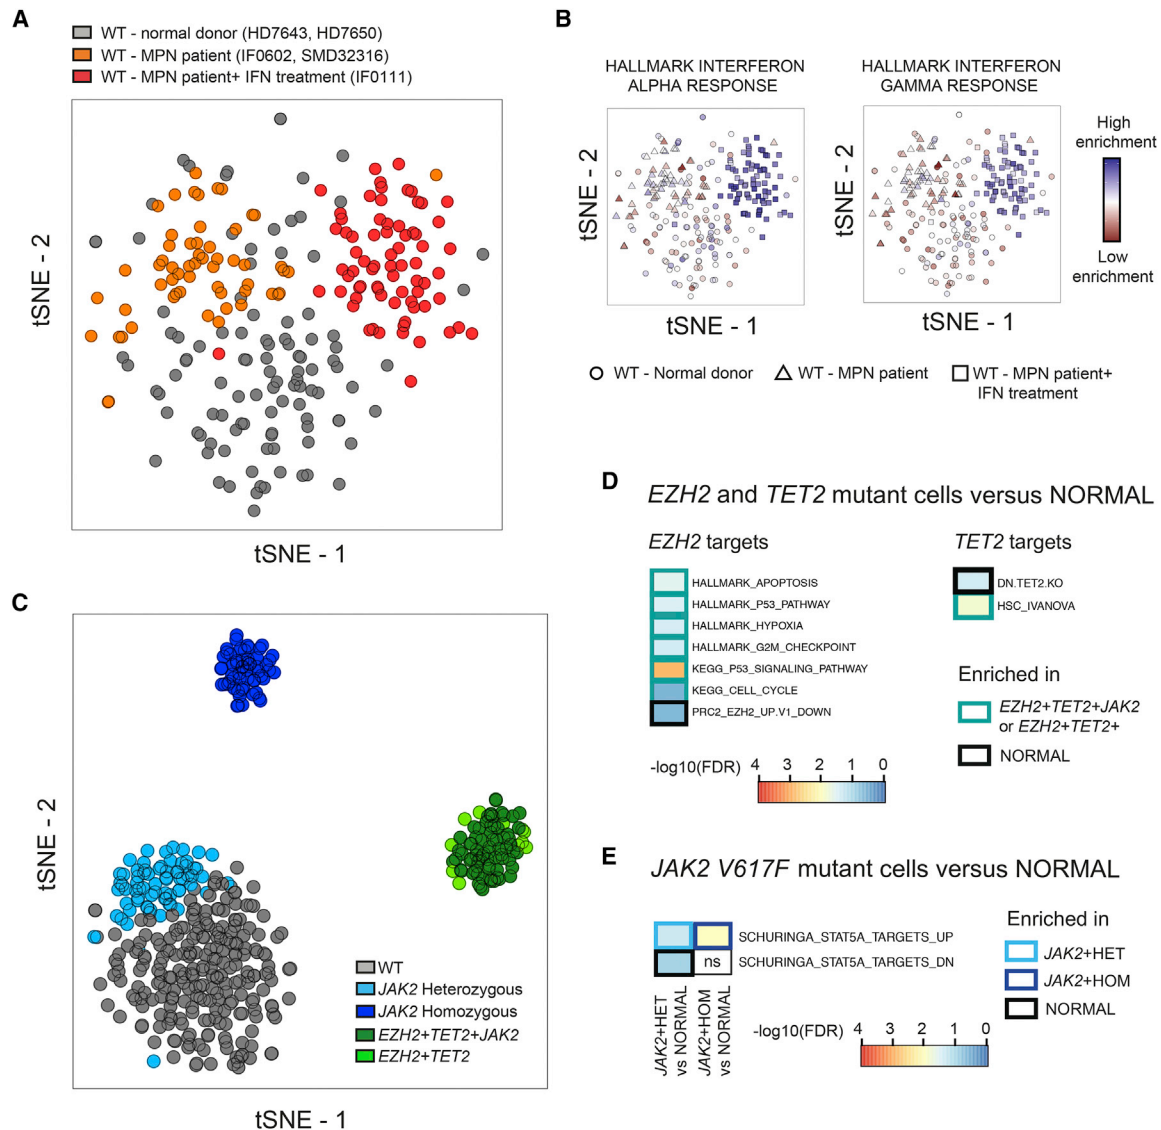 A
WT - normal donor (HD7643, HD7650)
WT - MPN patient (IF0602, SMD32316)
WT - MPN patient+ IFN treatment (IF0111)
tSNE - 2
tSNE - 1
B
HALLMARK INTERFERON
ALPHA RESPONSE
HALLMARK INTERFERON
GAMMA RESPONSE
tSNE - 2
tSNE - 1
tSNE - 2
tSNE - 1
High
enrichment
Low
enrichment
WT - Normal donor
WT - MPN patient
WT - MPN patient+
IFN treatment
C
tSNE - 2
tSNE - 1
WT
JAK2 Heterozygous
JAK2 Homozygous
EZH2+TET2+JAK2
EZH2+TET2
D
EZH2 and TET2 mutant cells versus NORMAL
EZH2 targets
HALLMARK_APOPTOSIS
HALLMARK_P53_PATHWAY
HALLMARK_HYPOXIA
HALLMARK_G2M_CHECKPOINT
KEGG_P53_SIGNALING_PATHWAY
KEGG_CELL_CYCLE
PRC2_EZH2_UP.V1_DOWN
-log10(FDR)
4 3 2 1 0
TET2 targets
DN.TET2.KO
HSC_IVANOVA
Enriched in
EZH2+TET2+JAK2
or EZH2+TET2+
NORMAL
E
JAK2 V617F mutant cells versus NORMAL
SCHURINGA_STAT5A_TARGETS_UP
ns
SCHURINGA_STAT5A_TARGETS_DN
JAK2+HET
vs NORMAL
JAK2+HOM
vs NORMAL
-log10(FDR)
4 3 2 1 0
Enriched in
JAK2+HET
JAK2+HOM
NORMAL